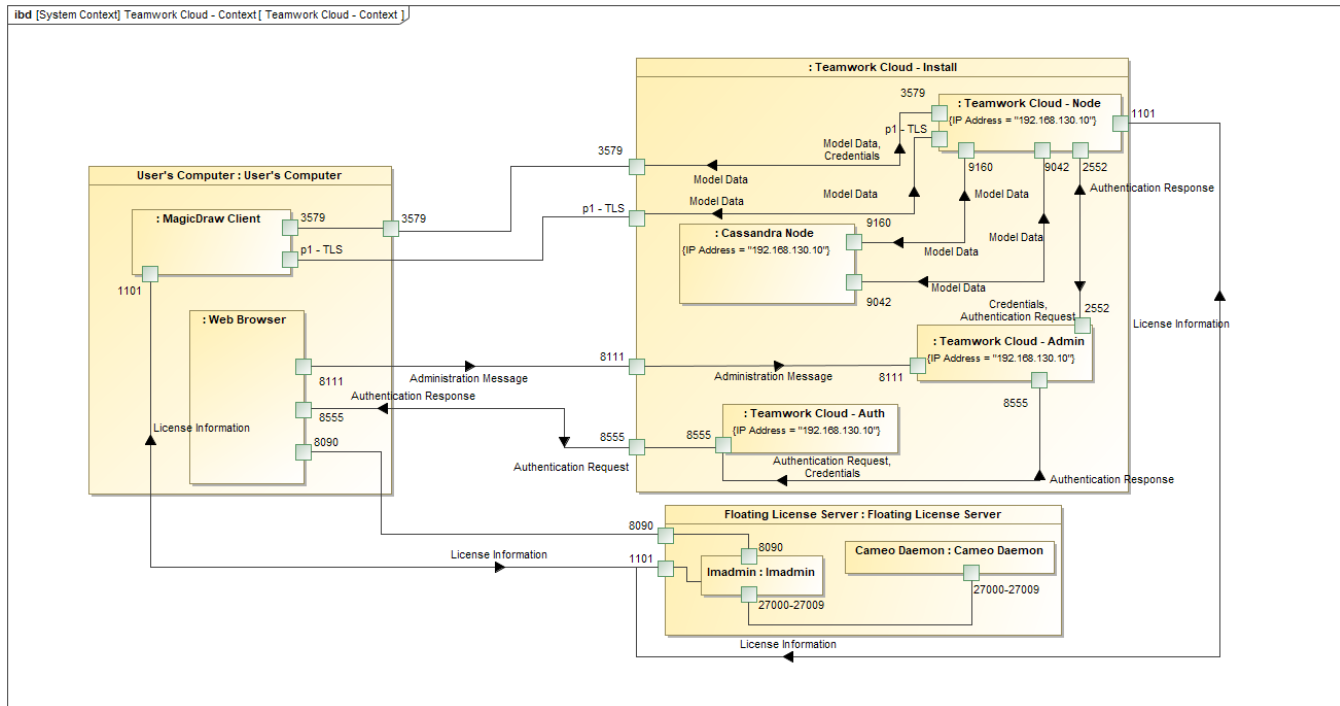 ibd [System Context] Teamwork Cloud - Context [ Teamwork Cloud - Context ]
: Teamwork Cloud - Install
3579
: Teamwork Cloud - Node
{IP Address = "192.168.130.10"}
1101
p1 - TLS
Model Data,
Credentials
3579
Model Data
9160
9042
2552
Authentication Response
User's Computer : User's Computer
: MagicDraw Client
3579
3579
p1 - TLS
Model Data
Model Data
p1 - TLS
9160
: Cassandra Node
{IP Address = "192.168.130.10"}
Model Data
Model Data
1101
Model Data
9042
Credentials,
Authentication Request
2552
License Information
: Web Browser
: Teamwork Cloud - Admin
{IP Address = "192.168.130.10"}
8111
8111
Administration Message
Administration Message
8111
Authentication Response
8555
8555
: Teamwork Cloud - Auth
{IP Address = "192.168.130.10"}
License Information
8090
8555
8555
Authentication Request
Authentication Request,
Credentials
Authentication Response
Floating License Server : Floating License Server
8090
8090
Cameo Daemon : Cameo Daemon
License Information
1101
lmadmin : lmadmin
27000-27009
27000-27009
License Information